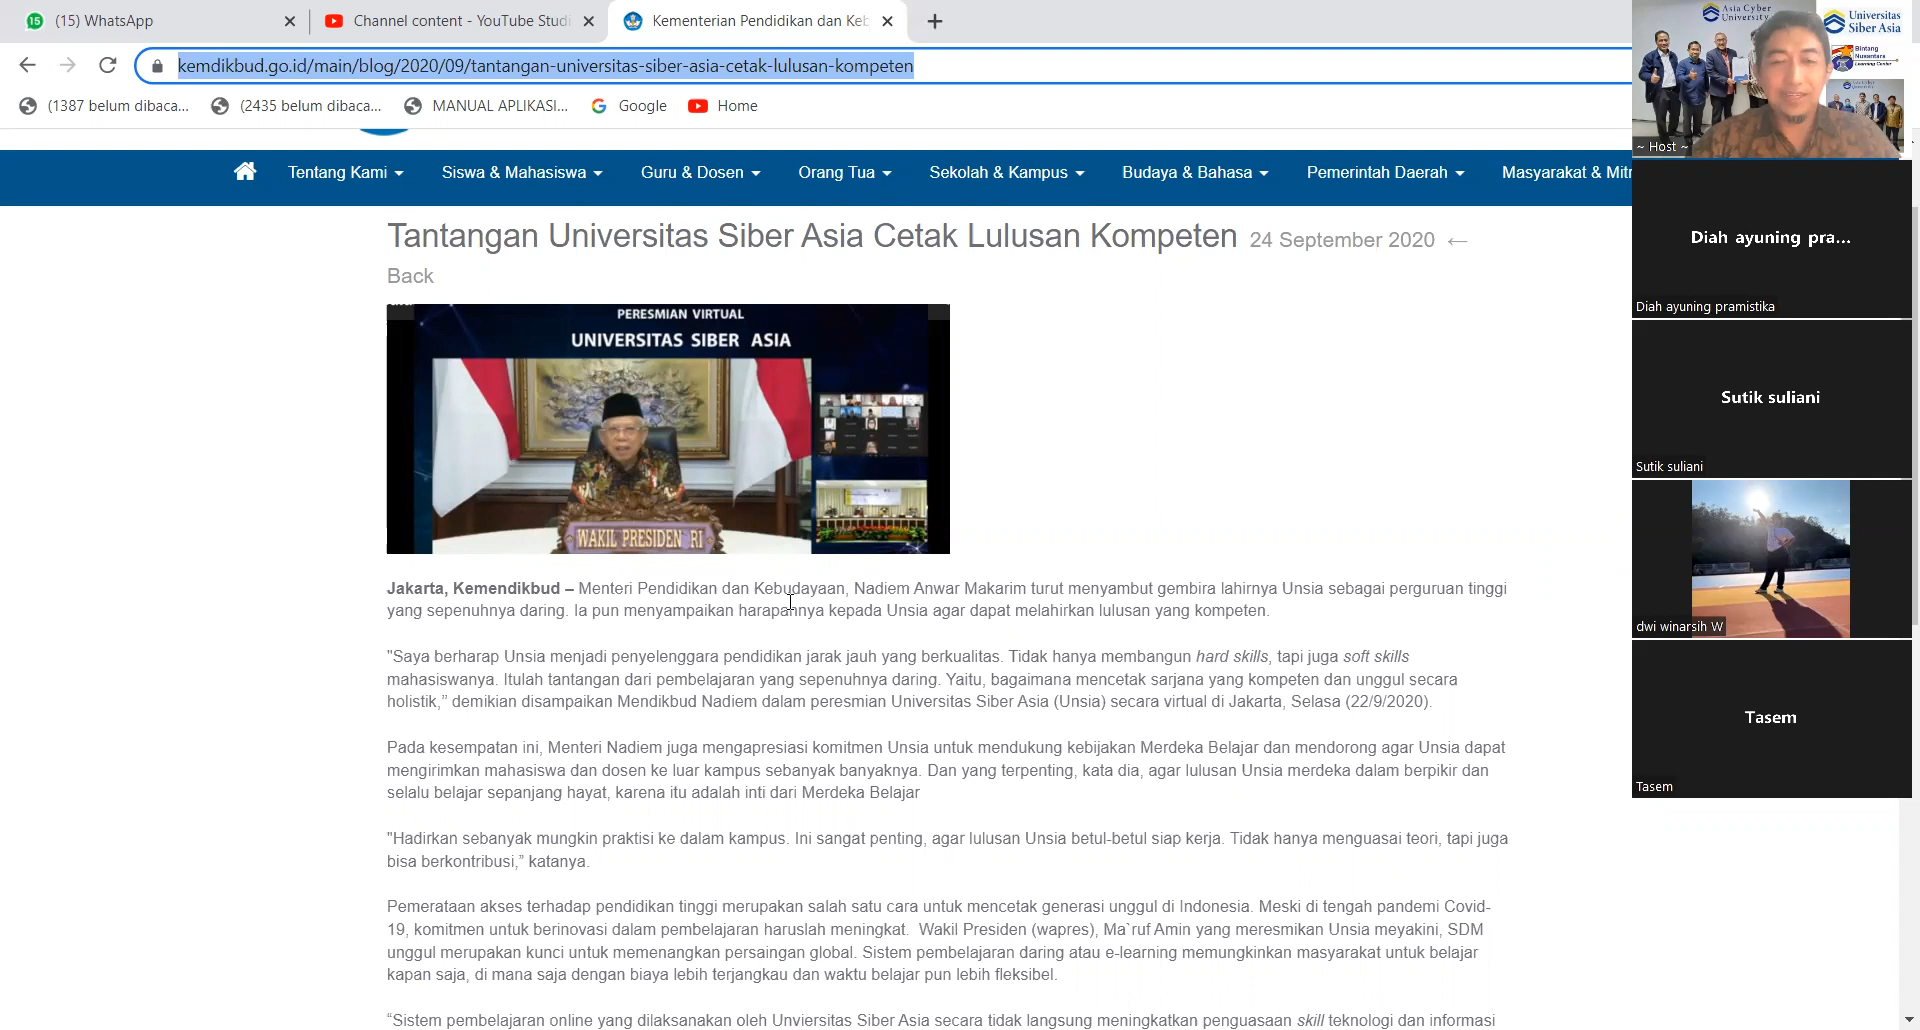 (15) WhatsApp
Channel content - YouTube Studi
Kementerian Pendidikan dan Keb
kemdikbud.go.id/main/blog/2020/09/tantangan-universitas-siber-asia-cetak-lulusan-kompeten
(1387 belum dibaca...
(2435 belum dibaca...
MANUAL APLIKASI...
Google
Home
Tentang Kami
Siswa & Mahasiswa
Guru & Dosen
Orang Tua
Sekolah & Kampus
Budaya & Bahasa
Pemerintah Daerah
Masyarakat & Mitr
Tantangan Universitas Siber Asia Cetak Lulusan Kompeten 24 September 2020 ←
Back
PERESMIAN VIRTUAL
UNIVERSITAS SIBER ASIA
WAKIL PRESIDEN RI
Jakarta, Kemendikbud – Menteri Pendidikan dan Kebudayaan, Nadiem Anwar Makarim turut menyambut gembira lahirnya Unsia sebagai perguruan tinggi
yang sepenuhnya daring. Ia pun menyampaikan harapannya kepada Unsia agar dapat melahirkan lulusan yang kompeten.
"Saya berharap Unsia menjadi penyelenggara pendidikan jarak jauh yang berkualitas. Tidak hanya membangun hard skills, tapi juga soft skills
mahasiswanya. Itulah tantangan dari pembelajaran yang sepenuhnya daring. Yaitu, bagaimana mencetak sarjana yang kompeten dan unggul secara
holistik,” demikian disampaikan Mendikbud Nadiem dalam peresmian Universitas Siber Asia (Unsia) secara virtual di Jakarta, Selasa (22/9/2020).
Pada kesempatan ini, Menteri Nadiem juga mengapresiasi komitmen Unsia untuk mendukung kebijakan Merdeka Belajar dan mendorong agar Unsia dapat
mengirimkan mahasiswa dan dosen ke luar kampus sebanyak banyaknya. Dan yang terpenting, kata dia, agar lulusan Unsia merdeka dalam berpikir dan
selalu belajar sepanjang hayat, karena itu adalah inti dari Merdeka Belajar
"Hadirkan sebanyak mungkin praktisi ke dalam kampus. Ini sangat penting, agar lulusan Unsia betul-betul siap kerja. Tidak hanya menguasai teori, tapi juga
bisa berkontribusi,” katanya.
Pemerataan akses terhadap pendidikan tinggi merupakan salah satu cara untuk mencetak generasi unggul di Indonesia. Meski di tengah pandemi Covid-
19, komitmen untuk berinovasi dalam pembelajaran haruslah meningkat. Wakil Presiden (wapres), Ma`ruf Amin yang meresmikan Unsia meyakini, SDM
unggul merupakan kunci untuk memenangkan persaingan global. Sistem pembelajaran daring atau e-learning memungkinkan masyarakat untuk belajar
kapan saja, di mana saja dengan biaya lebih terjangkau dan waktu belajar pun lebih fleksibel.
“Sistem pembelajaran online yang dilaksanakan oleh Unviersitas Siber Asia secara tidak langsung meningkatkan penguasaan skill teknologi dan informasi
Asia Cyber
University
Universitas
Siber Asia
Bintang
Nusantara
Learning Center
~ Host ~
Diah ayuning pra...
Diah ayuning pramistika
Sutik suliani
Sutik suliani
dwi winarsih W
Tasem
Tasem